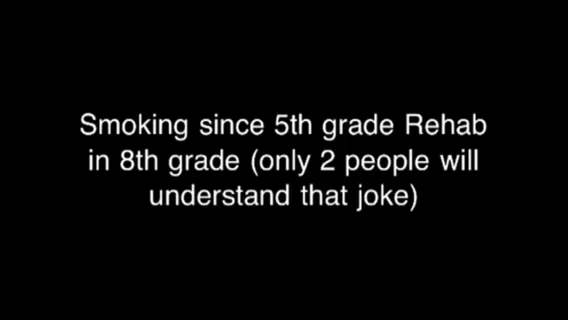 Smoking since 5th grade Rehab
in 8th grade (only 2 people will
understand that joke)